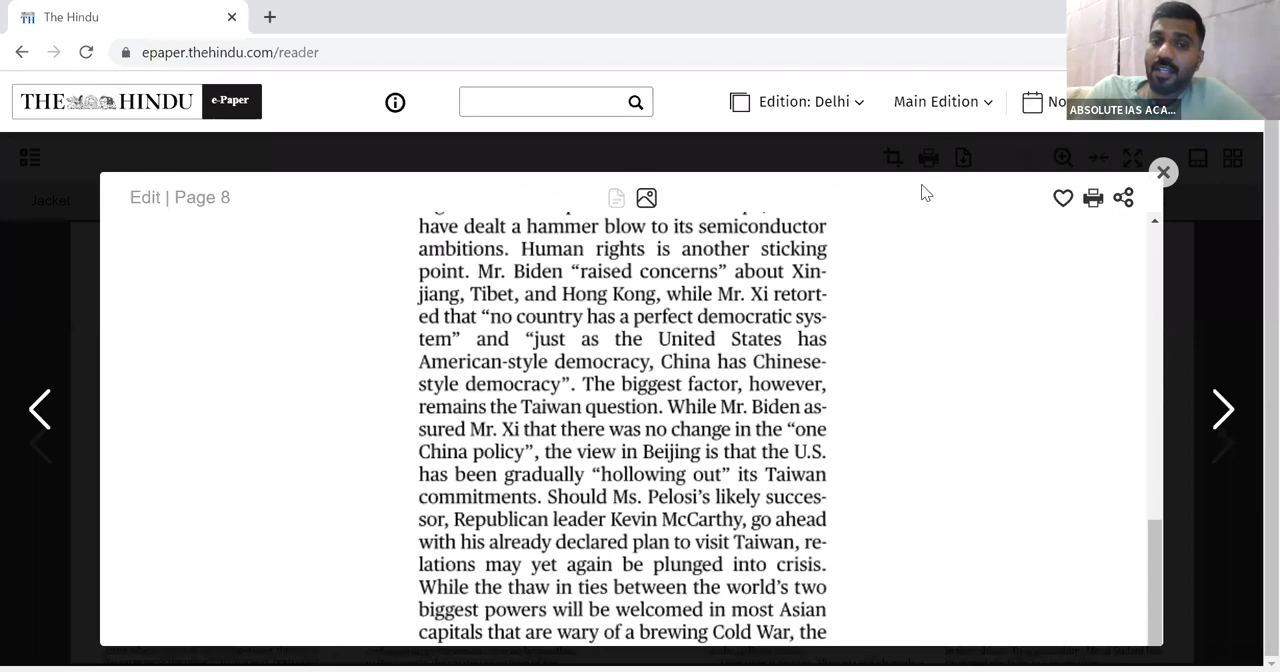 The Hindu
epaper.thehindu.com/reader
THE HINDU
e-Paper
Edition: Delhi
Main Edition
No
ABSOLUTE IAS ACA...
Jacket
Edit | Page 8
have dealt a hammer blow to its semiconductor
ambitions. Human rights is another sticking
point. Mr. Biden “raised concerns” about Xin-
jiang, Tibet, and Hong Kong, while Mr. Xi retort-
ed that “no country has a perfect democratic sys-
tem” and “just as the United States has
American-style democracy, China has Chinese-
style democracy”. The biggest factor, however,
remains the Taiwan question. While Mr. Biden as-
sured Mr. Xi that there was no change in the “one
China policy”, the view in Beijing is that the U.S.
has been gradually “hollowing out” its Taiwan
commitments. Should Ms. Pelosi’s likely succes-
sor, Republican leader Kevin McCarthy, go ahead
with his already declared plan to visit Taiwan, re-
lations may yet again be plunged into crisis.
While the thaw in ties between the world’s two
biggest powers will be welcomed in most Asian
capitals that are wary of a brewing Cold War, the